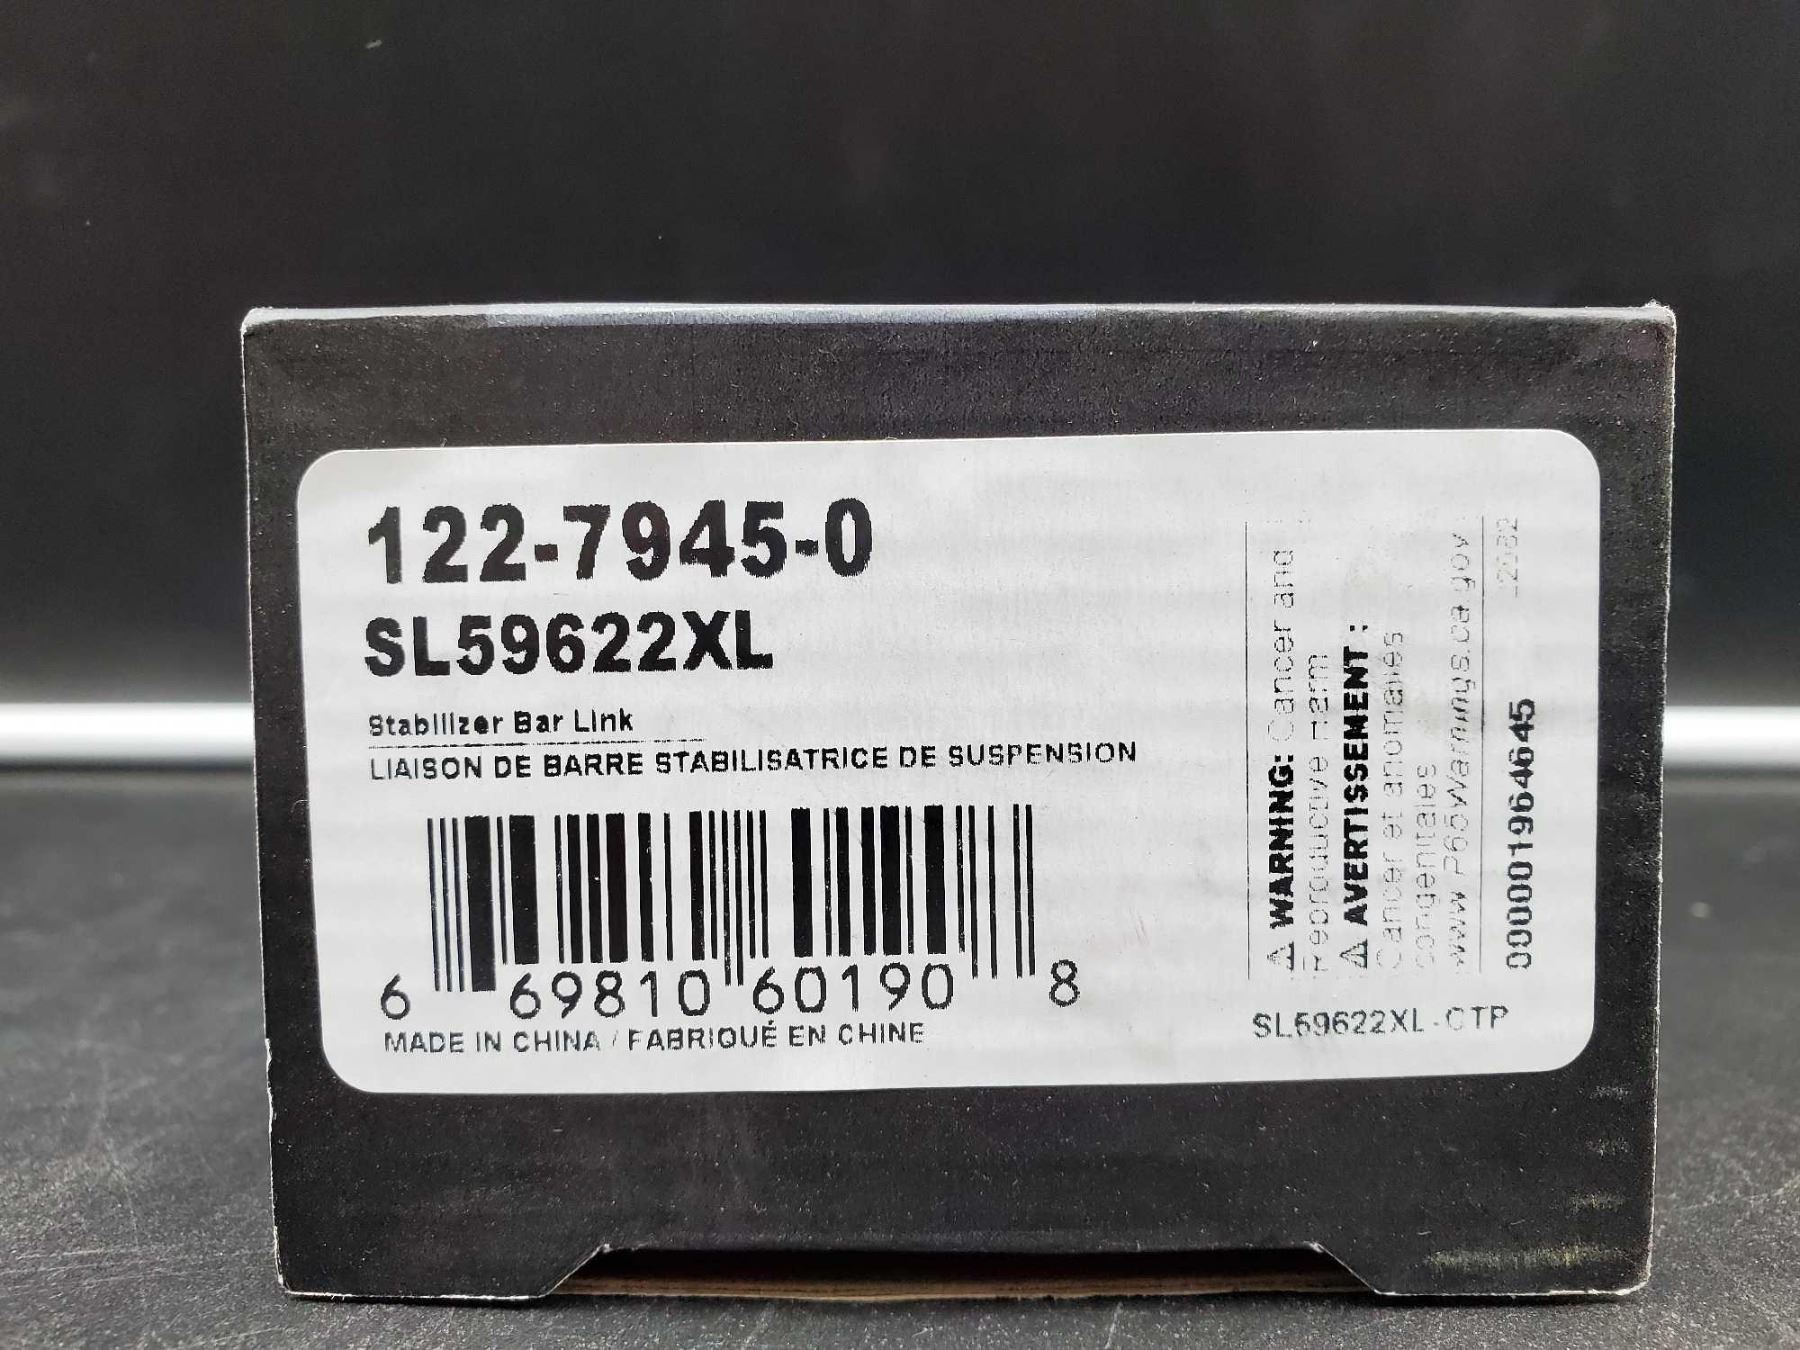 122-7945-0
SL59622XL
Stabilizer Bar Link
LIAISON DE BARRE STABILISATRICE DE SUSPENSION
6 69810 60190 8
MADE IN CHINA / FABRIQUÉ EN CHINE
⚠ WARNING: Cancer and
Reproductive Harm
⚠ AVERTISSEMENT :
Cancer et anomalies
congénitales
www.P65Warnings.ca.gov
0000196464645
SL59622XL-CTP